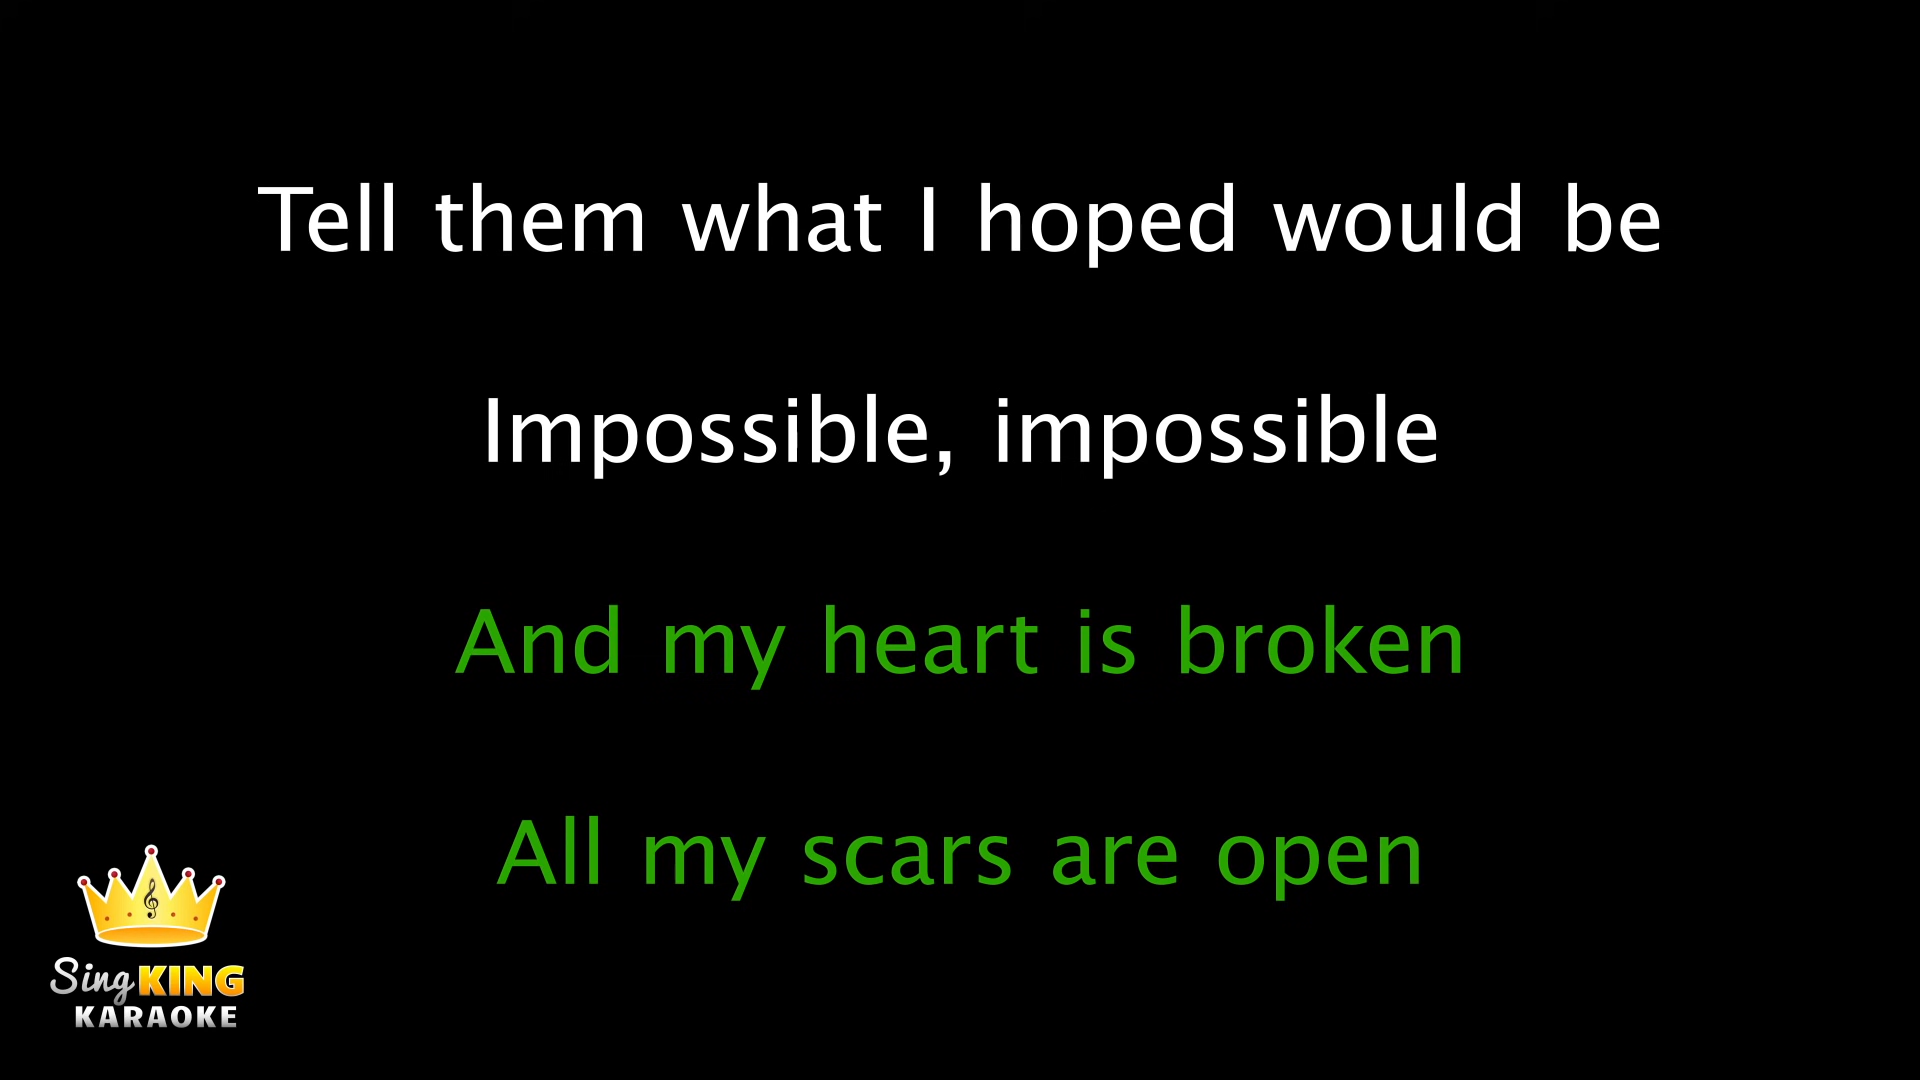 Tell them what I hoped would be
Impossible, impossible
And my heart is broken
All my scars are open
Sing KING
KARAOKE